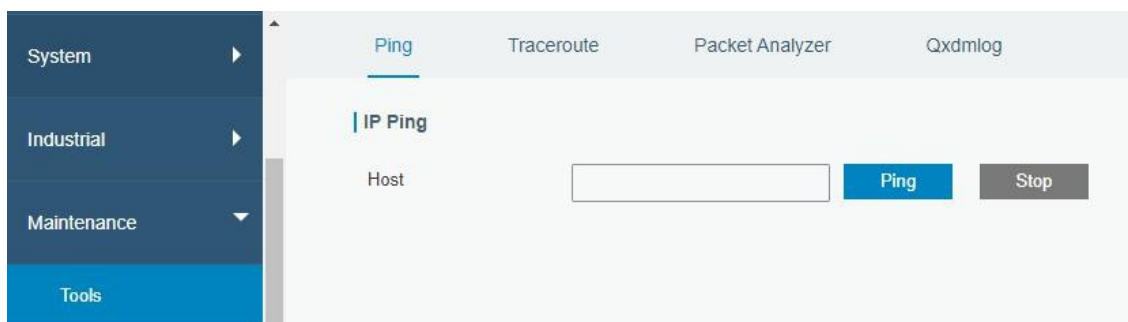 System
Industrial
Maintenance
Tools
Ping Traceroute Packet Analyzer Qxdmlog
IP Ping
Host Ping Stop